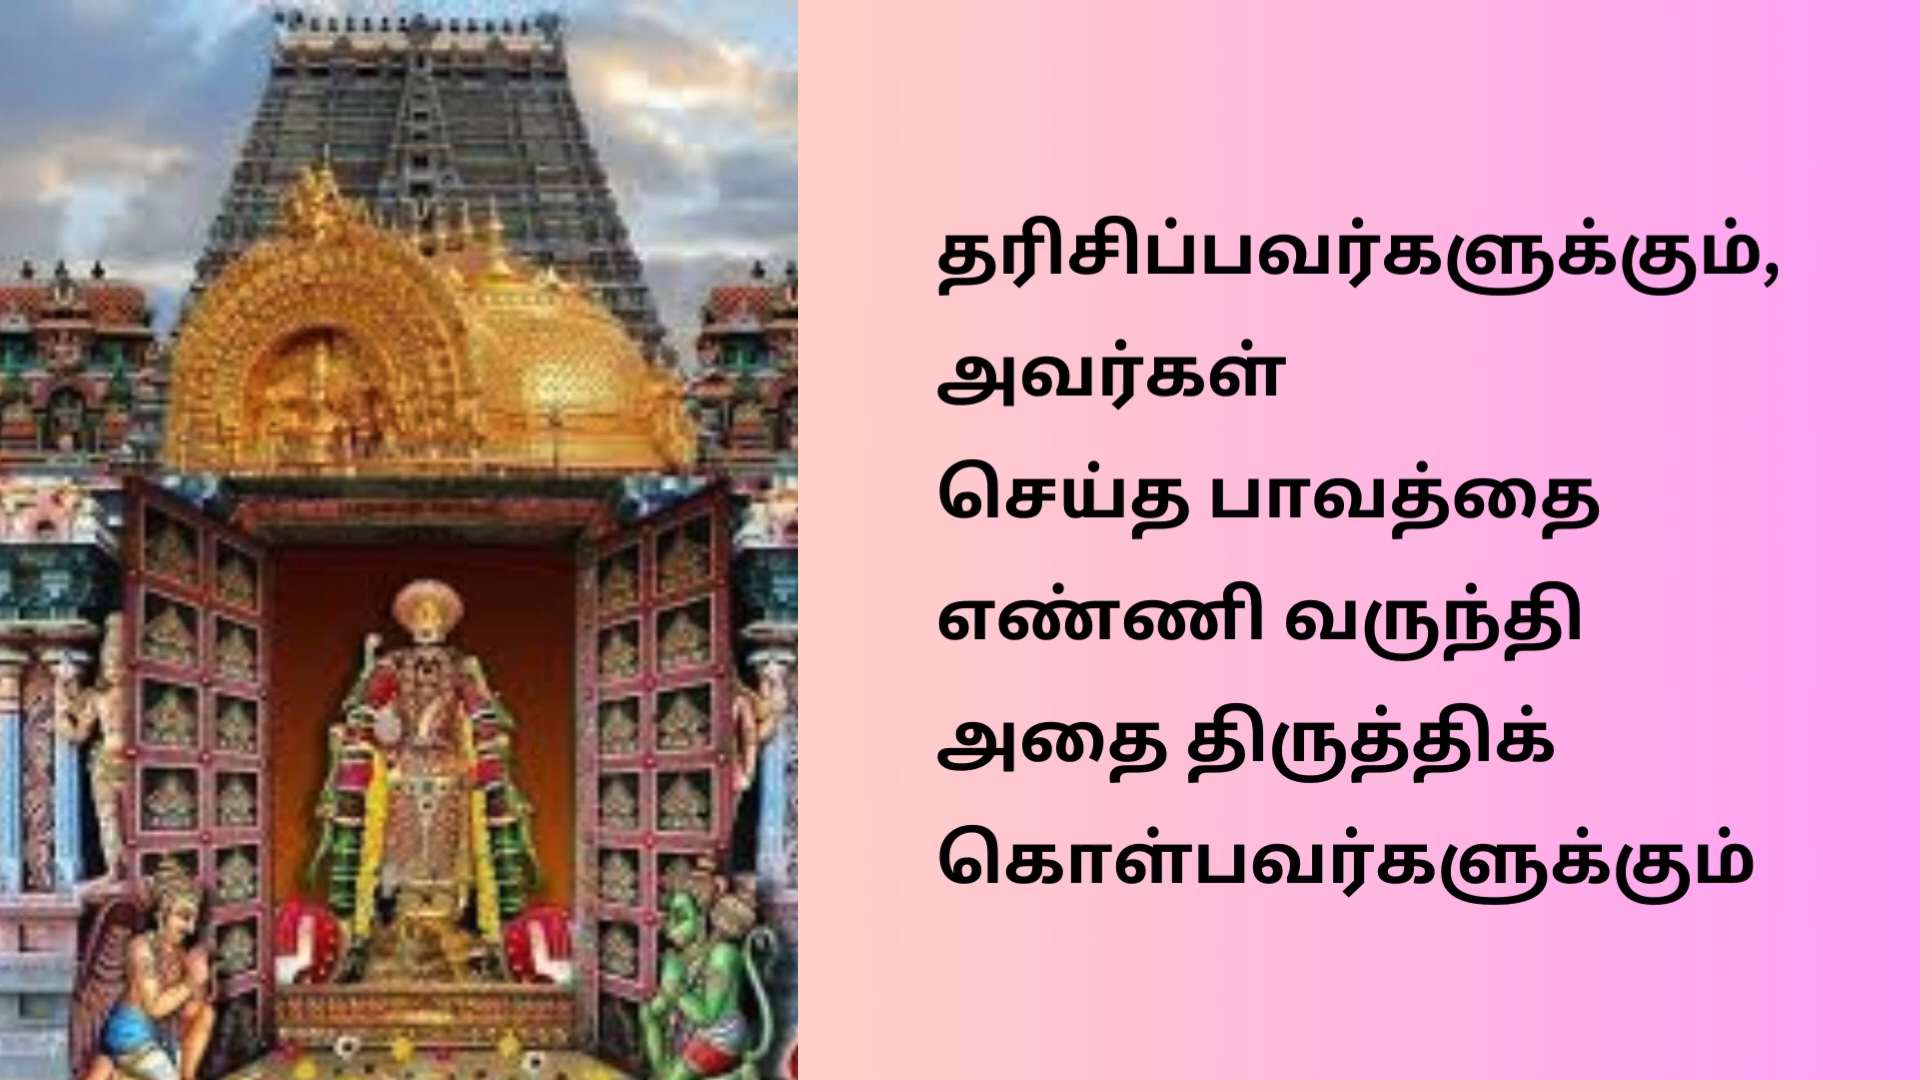 தரிசிப்பவர்களுக்கும்,
அவர்கள்
செய்த பாவத்தை
எண்ணி வருந்தி
அதை திருத்திக்
கொள்பவர்களுக்கும்